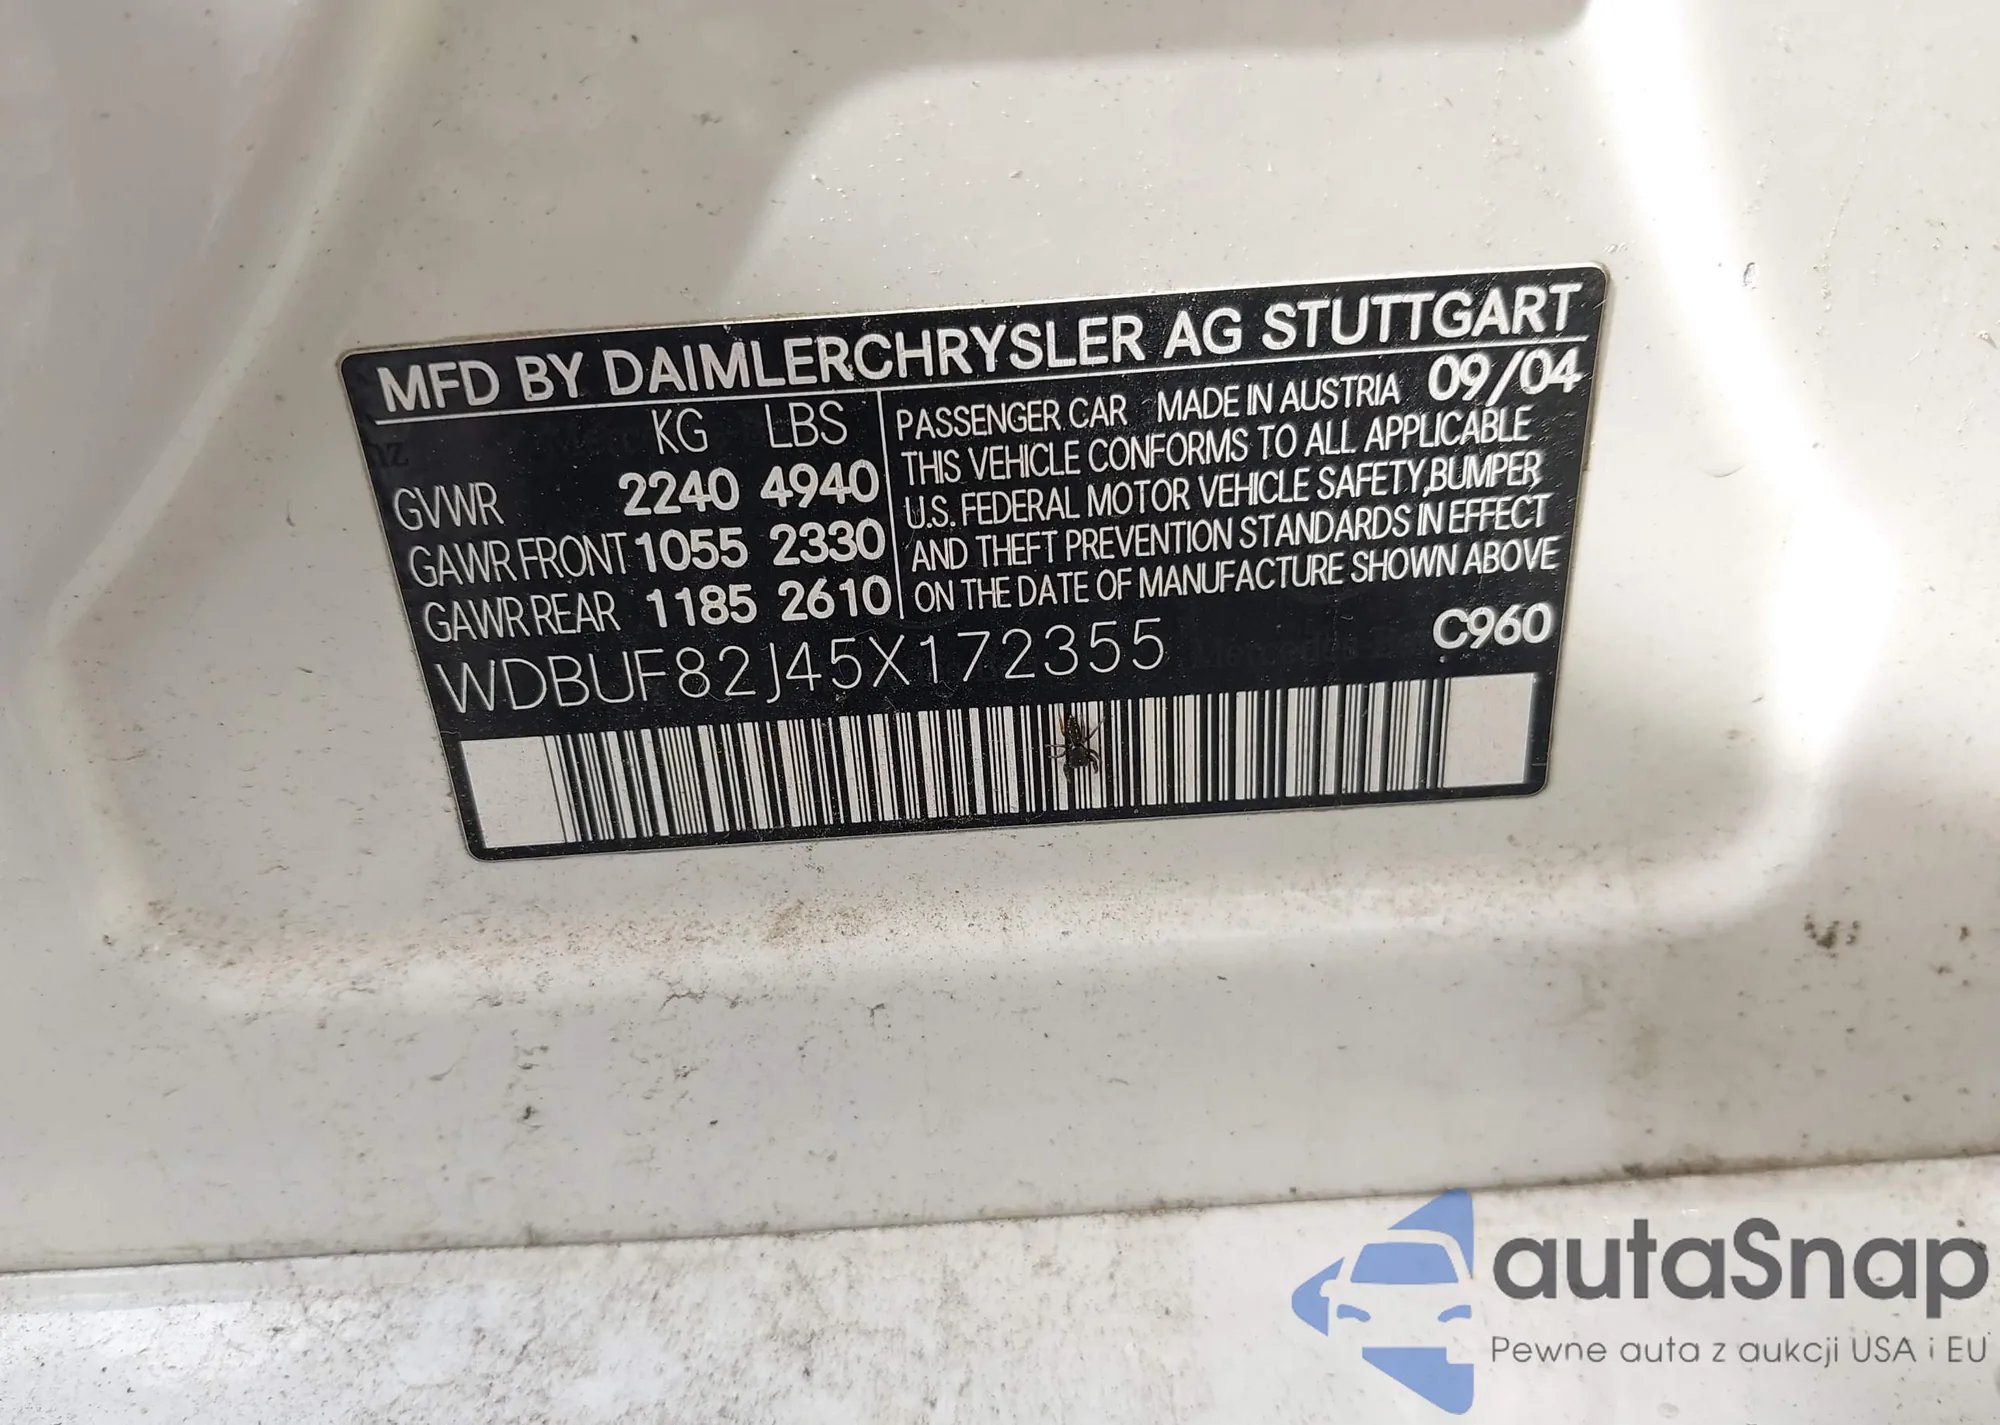 MFD BY DAIMLERCHRYSLER AG STUTTGART
KG LBS
GVWR 2240 4940
GAWR FRONT 1055 2330
GAWR REAR 1185 2610
PASSENGER CAR MADE IN AUSTRIA 09/04
THIS VEHICLE CONFORMS TO ALL APPLICABLE
U.S. FEDERAL MOTOR VEHICLE SAFETY,BUMPER,
AND THEFT PREVENTION STANDARDS IN EFFECT
ON THE DATE OF MANUFACTURE SHOWN ABOVE
WDBUF82J45X172355
C960
autaSnap
Pewne auta z aukcji USA i EU